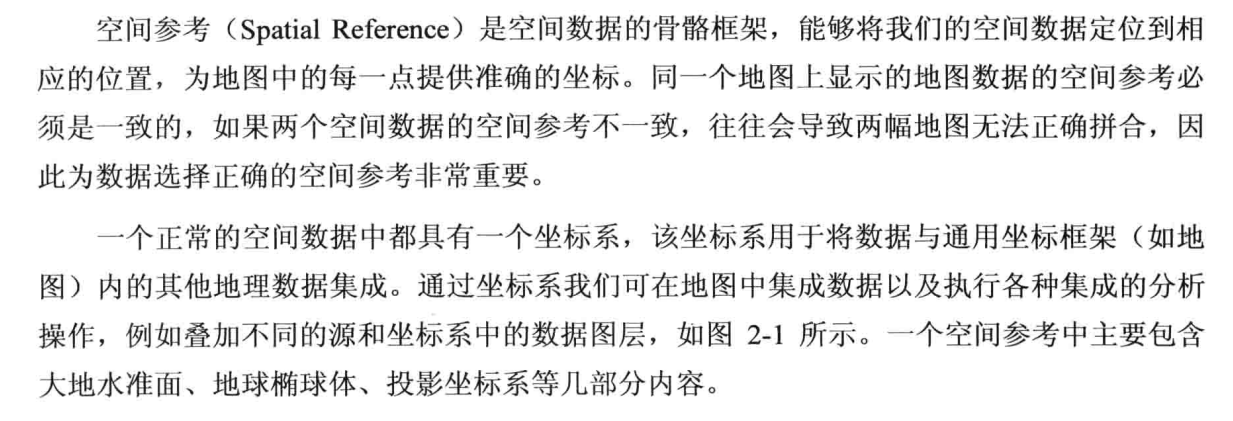 空间参考（Spatial Reference）是空间数据的骨骼框架，能够将我们的空间数据定位到相
应的位置，为地图中的每一点提供准确的坐标。同一个地图上显示的地图数据的空间参考必
须是一致的，如果两个空间数据的空间参考不一致，往往会导致两幅地图无法正确拼合，因
此为数据选择正确的空间参考非常重要。
一个正常的空间数据中都具有一个坐标系，该坐标系用于将数据与通用坐标框架（如地
图）内的其他地理数据集成。通过坐标系我们可在地图中集成数据以及执行各种集成的分析
操作，例如叠加不同的源和坐标系中的数据图层，如图 2-1 所示。一个空间参考中主要包含
大地水准面、地球椭球体、投影坐标系等几部分内容。